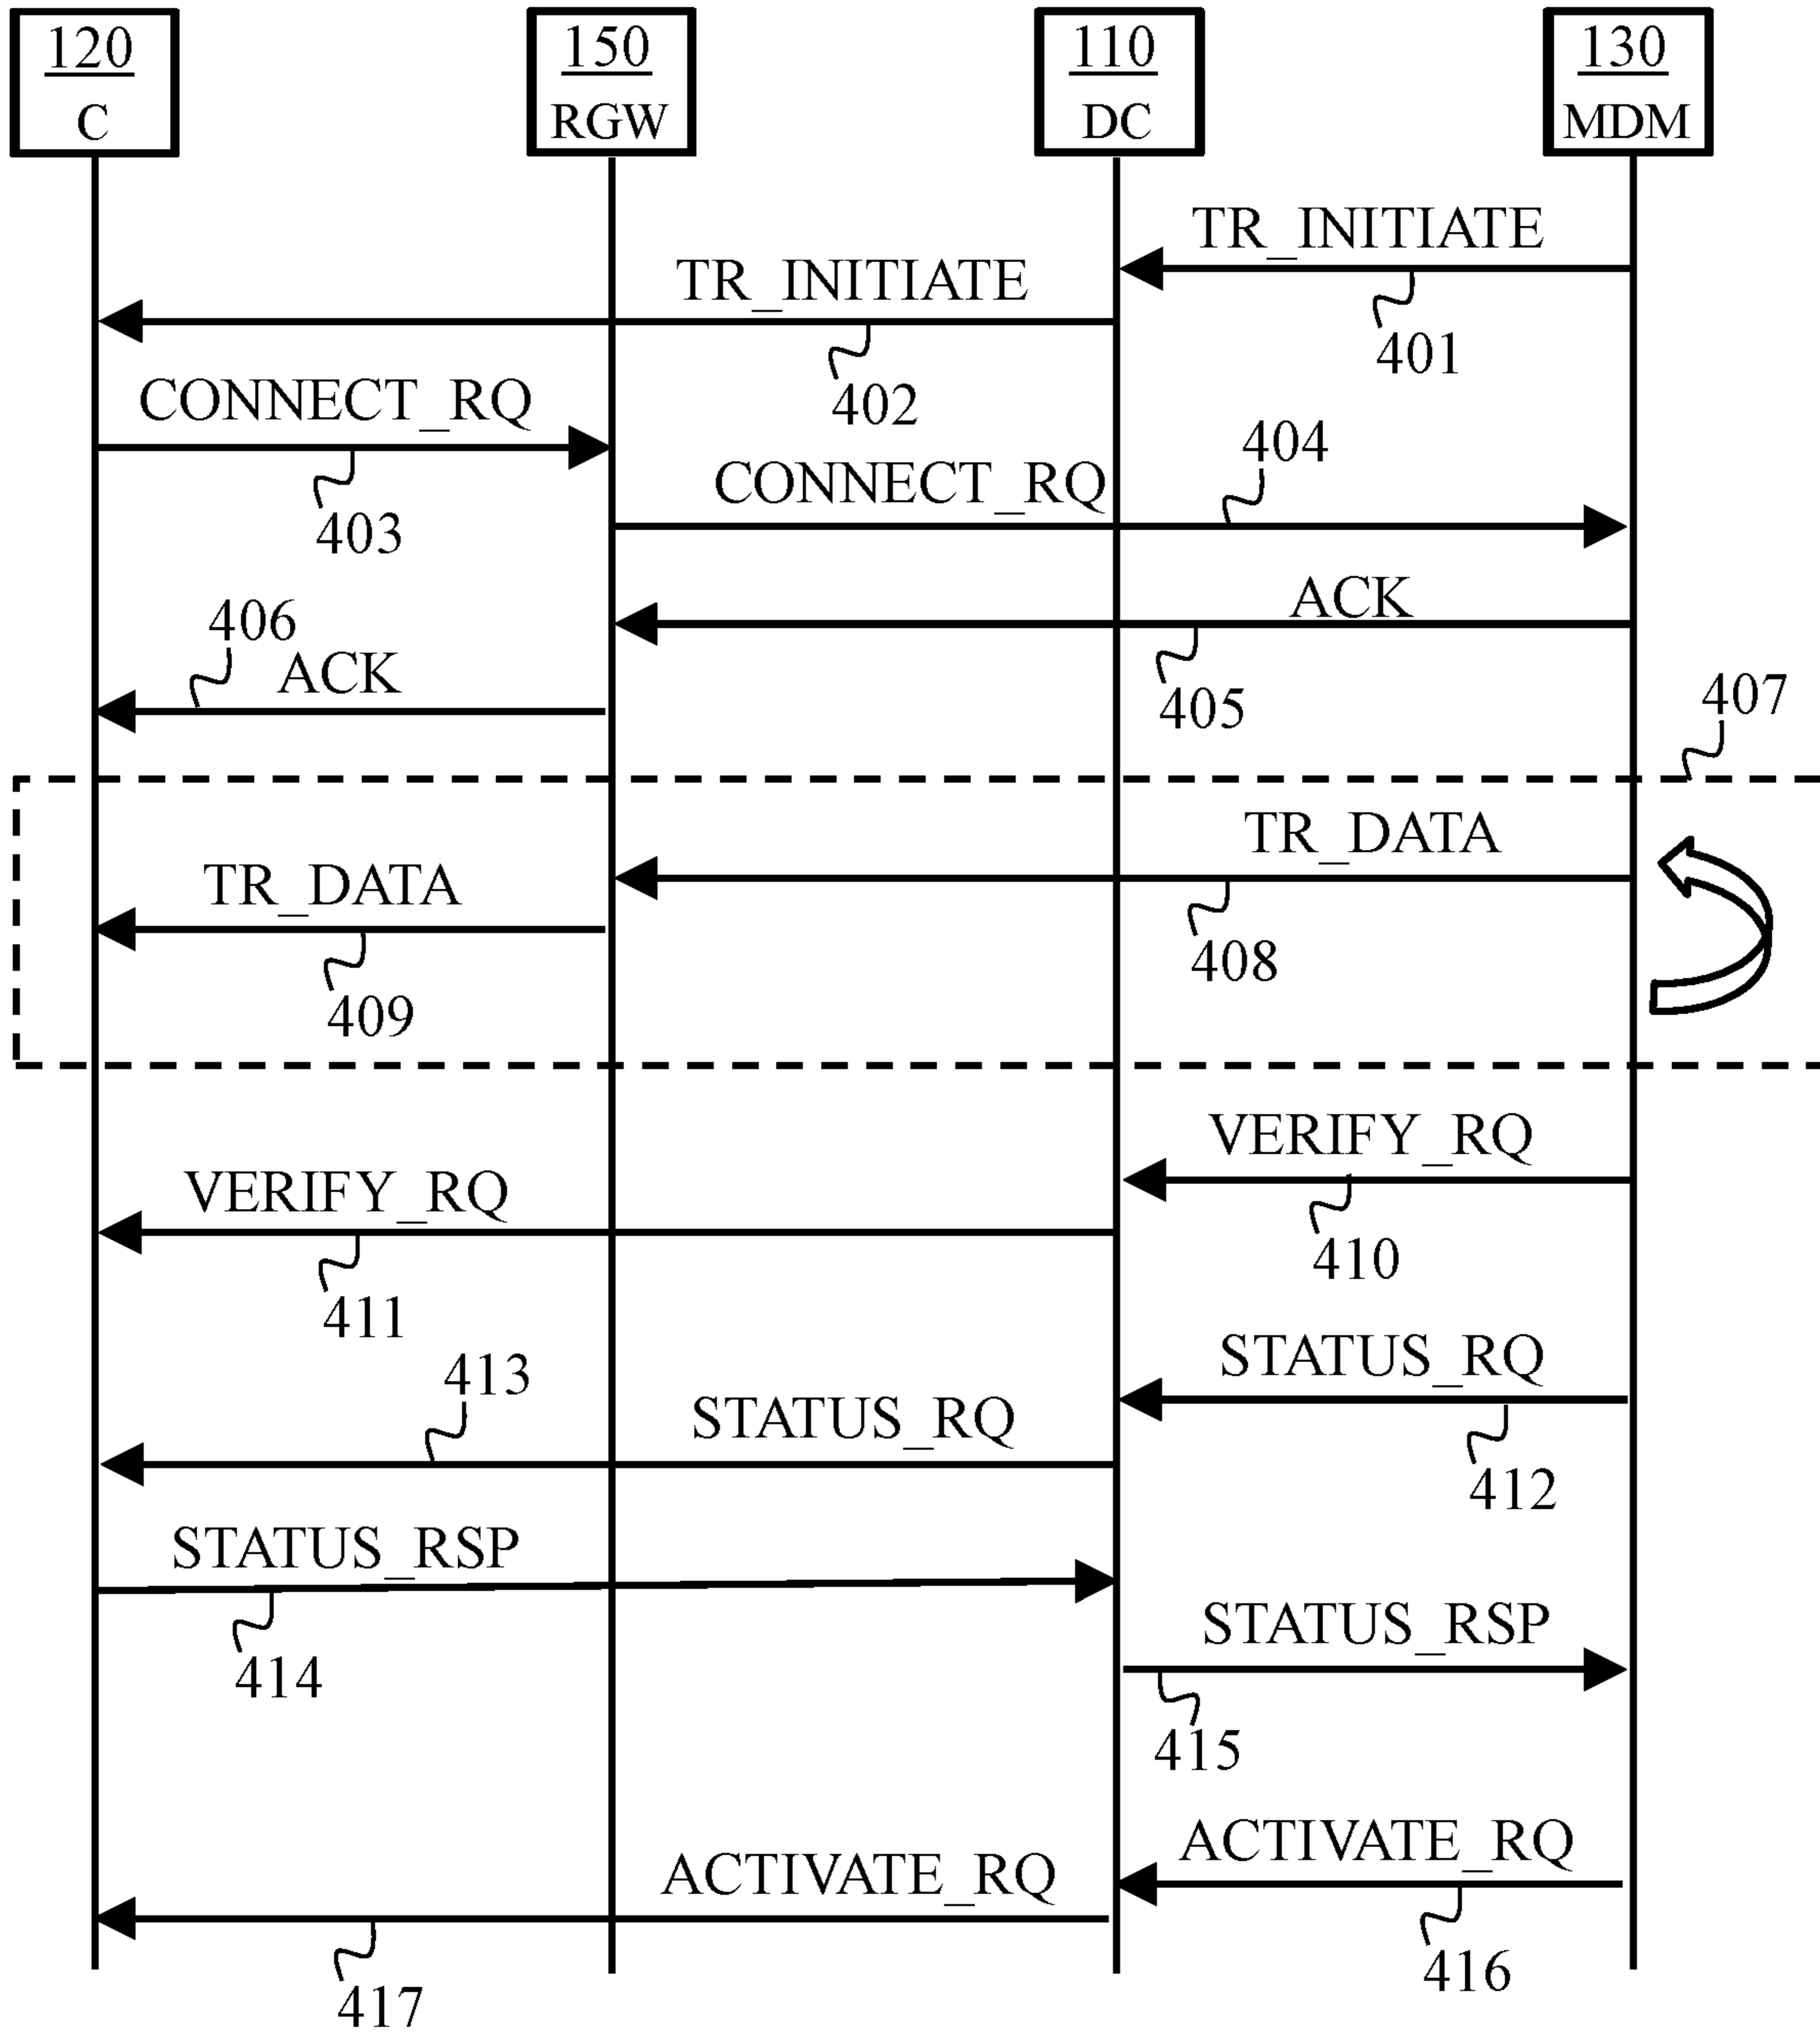 120
C
150
RGW
110
DC
130
MDM
TR_INITIATE
401
TR_INITIATE
402
CONNECT_RQ
403
404
CONNECT_RQ
ACK
405
406
ACK
407
TR_DATA
408
TR_DATA
409
VERIFY_RQ
410
VERIFY_RQ
411
STATUS_RQ
412
413
STATUS_RQ
STATUS_RSP
414
STATUS_RSP
415
ACTIVATE_RQ
416
ACTIVATE_RQ
417